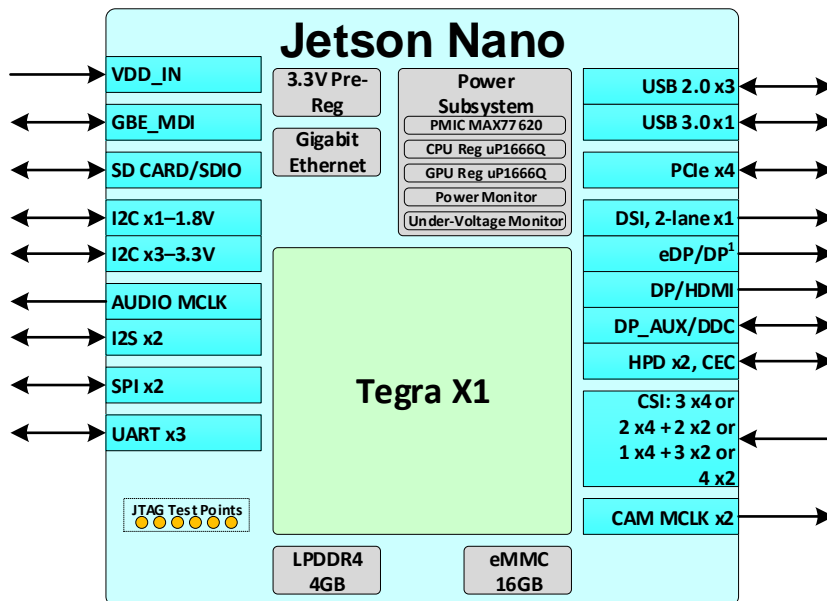 Jetson Nano
VDD_IN
GBE_MDI
SD CARD/SDIO
I2C x1–1.8V
I2C x3–3.3V
AUDIO MCLK
I2S x2
SPI x2
UART x3
JTAG Test Points
3.3V Pre-
Reg
Gigabit
Ethernet
Power
Subsystem
PMIC MAX77620
CPU Reg uP1666Q
GPU Reg uP1666Q
Power Monitor
Under-Voltage Monitor
Tegra X1
LPDDR4
4GB
eMMC
16GB
USB 2.0 x3
USB 3.0 x1
PCIe x4
DSI, 2-lane x1
eDP/DP¹
DP/HDMI
DP_AUX/DDC
HPD x2, CEC
CSI: 3 x4 or
2 x4 + 2 x2 or
1 x4 + 3 x2 or
4 x2
CAM MCLK x2